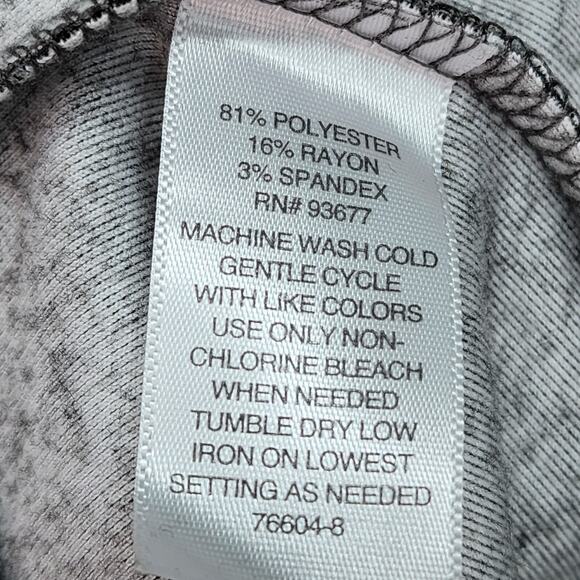 81% POLYESTER
16% RAYON
3% SPANDEX
RN# 93677
MACHINE WASH COLD
GENTLE CYCLE
WITH LIKE COLORS
USE ONLY NON-
CHLORINE BLEACH
WHEN NEEDED
TUMBLE DRY LOW
IRON ON LOWEST
SETTING AS NEEDED
76604-8